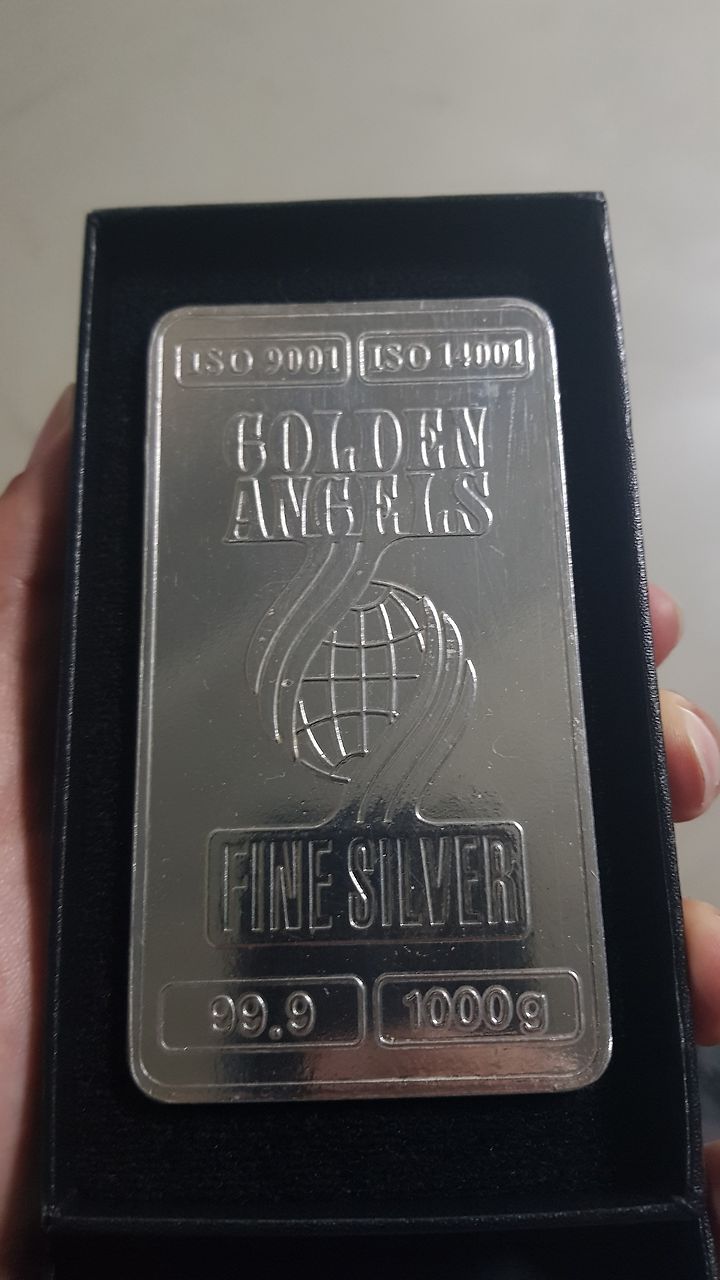 ISO 9001 ISO 14001
GOLDEN
ANGELS
FINE SILVER
99.9 1000g